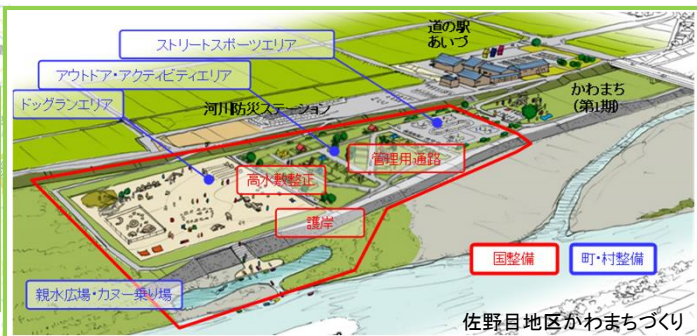 ストリートスポーツエリア
道の駅
あいづ
アウトドア・アクティビティエリア
かわまち
(第1期)
ドッグランエリア
河川防災ステーション
管理用通路
高水敷整正
護岸
国整備
町・村整備
親水広場・カヌー乗り場
佐野目地区かわまちづくり